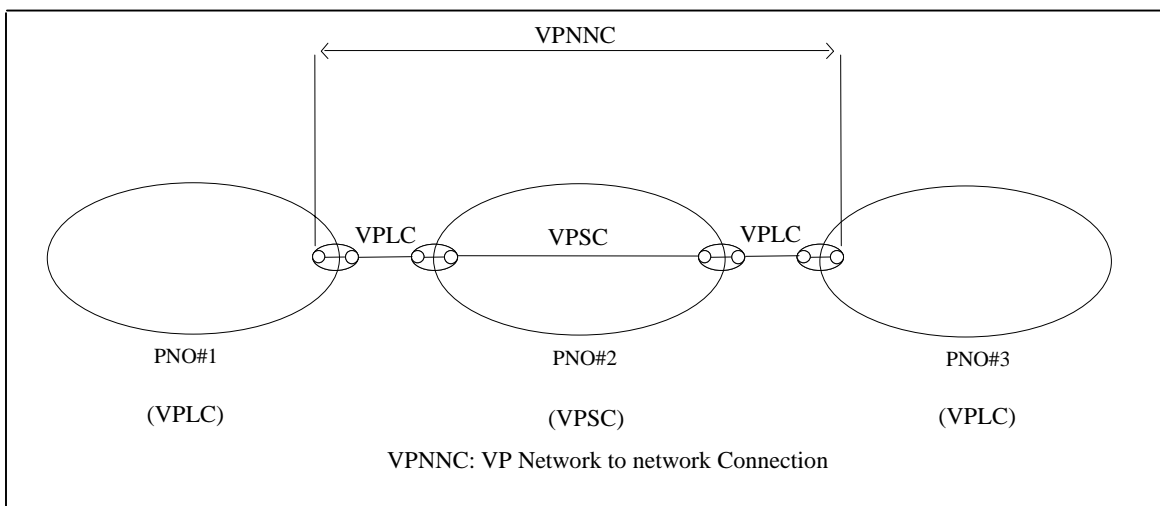 VPNNC
VPLC
VPSC
VPLC
PNO#1
PNO#2
PNO#3
(VPLC)
(VPSC)
(VPLC)
VPNNC: VP Network to network Connection